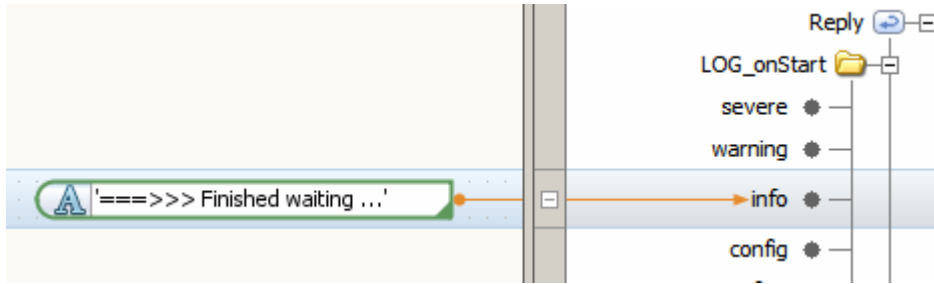 Reply
LOG_onStart
severe
warning
A '===>>> Finished waiting ...' info
config